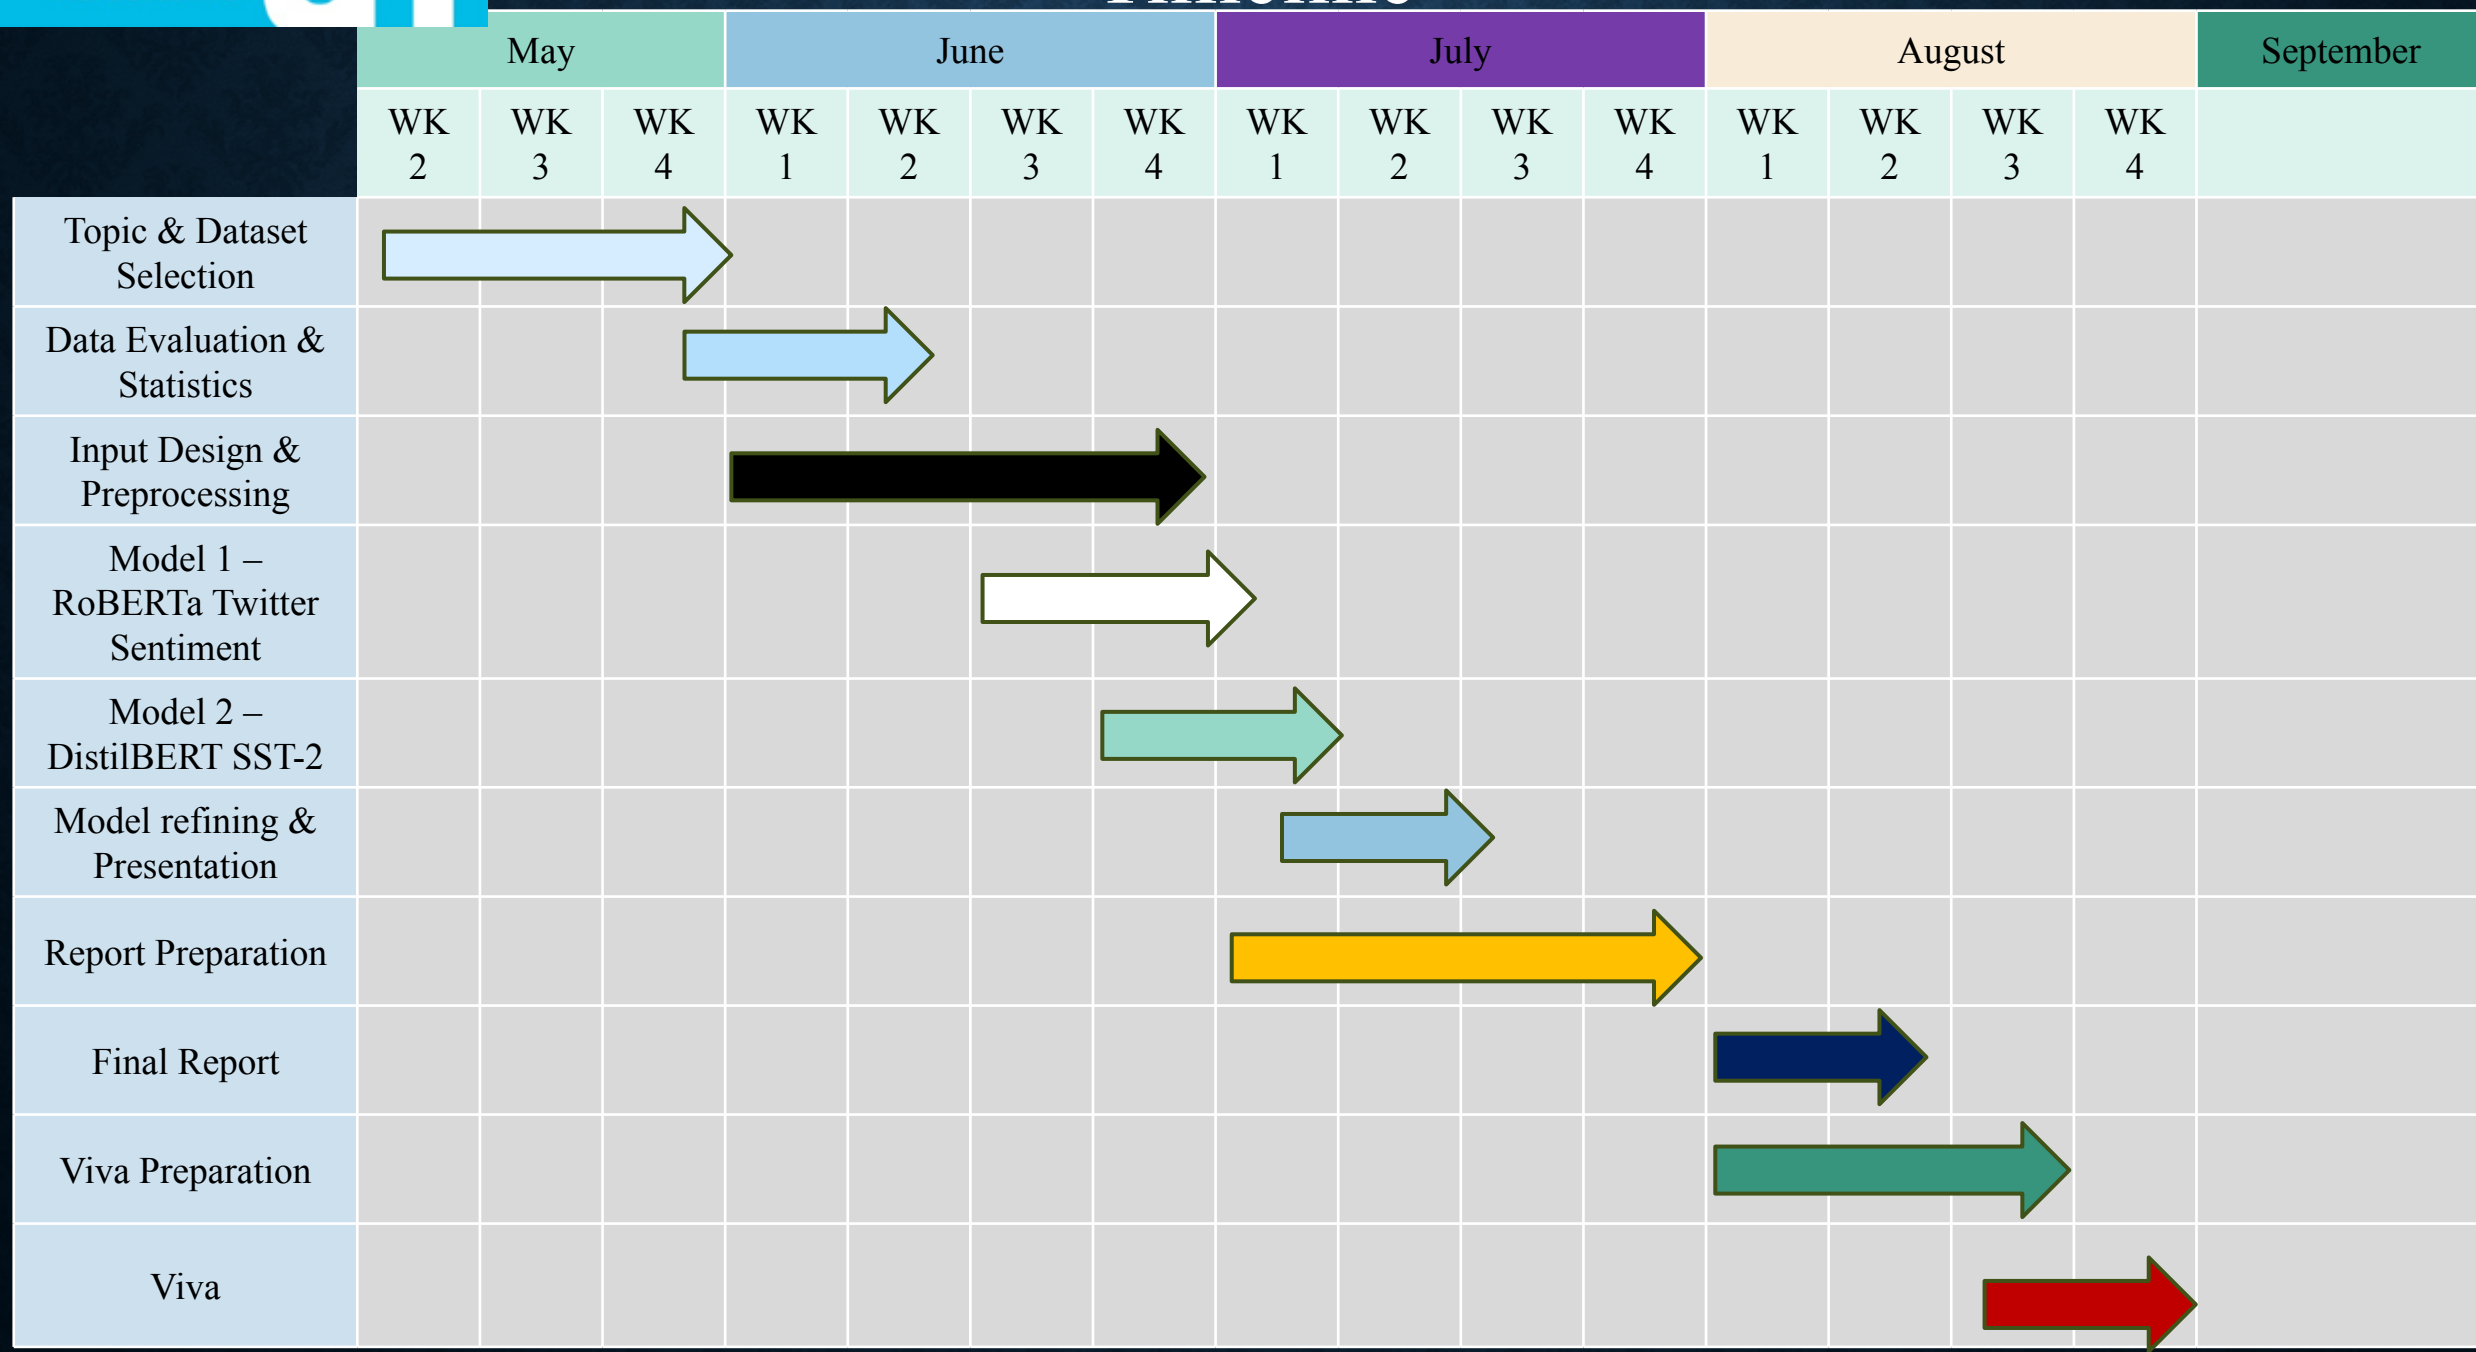 May June July August September
WK WK WK WK WK WK WK WK WK WK WK WK WK WK WK
2 3 4 1 2 3 4 1 2 3 4 1 2 3 4
Topic & Dataset
Selection
Data Evaluation &
Statistics
Input Design &
Preprocessing
Model 1 –
RoBERTa Twitter
Sentiment
Model 2 –
DistilBERT SST-2
Model refining &
Presentation
Report Preparation
Final Report
Viva Preparation
Viva